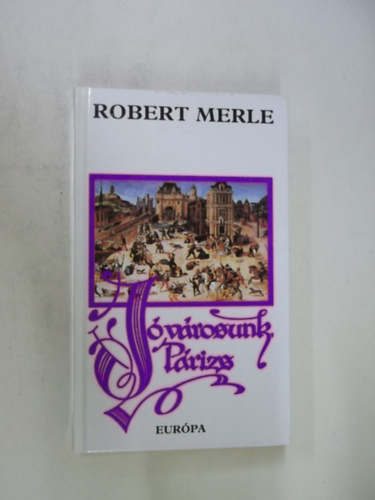 ROBERT MERLE
Jó városunk,
Párizs
EURÓPA